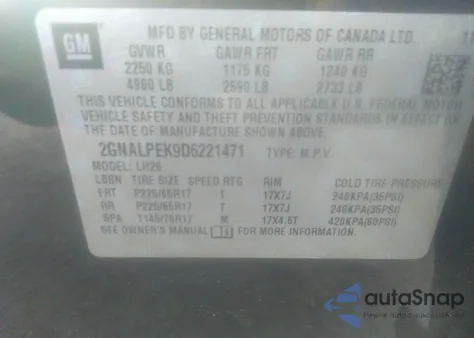 GM
MFD BY GENERAL MOTORS OF CANADA LTD. 11
GVWR GAWR FRT GAWR RR
2250 KG 1175 KG 1240 KG
4960 LB 2590 LB 2733 LB
THIS VEHICLE CONFORMS TO ALL APPLICABLE U.S. FEDERAL MOTOR
VEHICLE SAFETY AND THEFT PREVENTION STANDARDS IN EFFECT ON
THE DATE OF MANUFACTURE SHOWN ABOVE.
2GNALPEK9D6221471 TYPE: M.P.V.
MODEL: LH26
TIRE SIZE SPEED RTG RIM COLD TIRE PRESSURE
FRT P225/65R17 T 17X7J 240KPA(35PSI)
RR P225/65R17 T 17X7J 240KPA(35PSI)
SPA T145/70R17 M 17X4.5T 420KPA(60PSI)
SEE OWNER'S MANUAL FOR MORE INFORMATION.
autoSnap